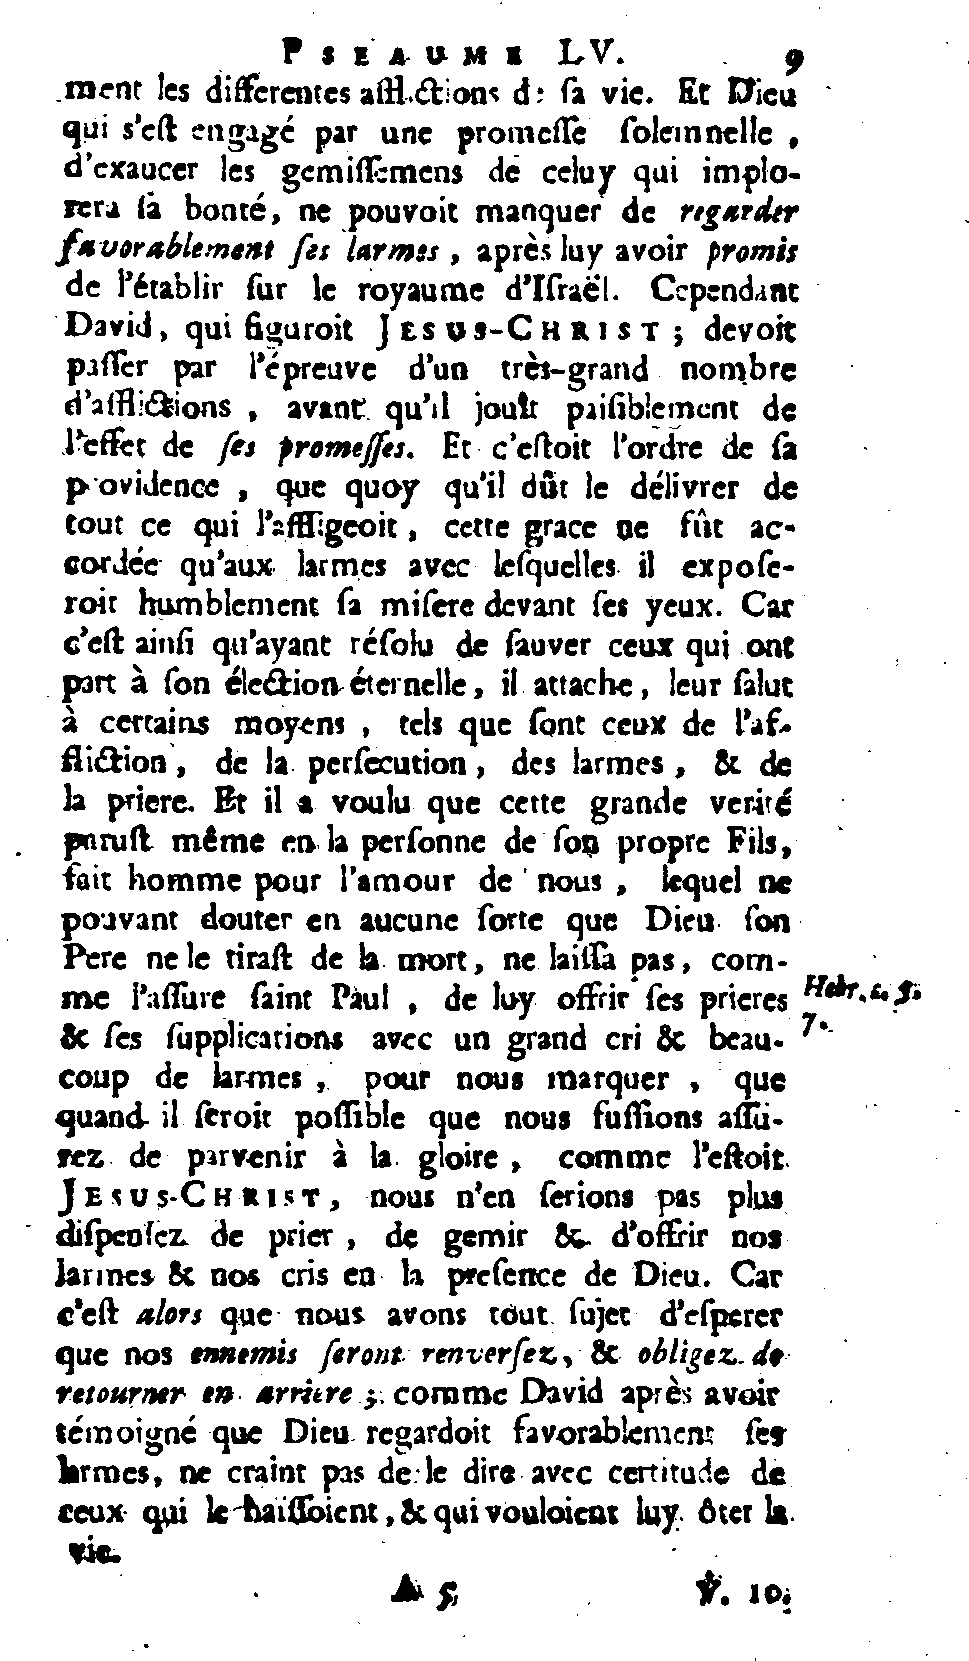 PSEAUME LV. 9
ment les differentes afflictions de ſa vie. Et Dieu
qui s'eſt engagé par une promeſſe ſolemnelle,
d'exaucer les gemiſſemens de celuy qui implo-
rera ſa bonté, ne pouvoit manquer de regarder
favorablement ſes larmes, après luy avoir promis
de l'établir ſur le royaume d'Iſraël. Cependant
David, qui figuroit JESUS-CHRIST; devoit
paſſer par l'épreuve d'un très-grand nombre
d'afflictions, avant qu'il jouït paiſiblement de
l'effet de ſes promeſſes. Et c'eſtoit l'ordre de ſa
providence, que quoy qu'il dût le délivrer de
tout ce qui l'affligeoit, cette grace ne fût ac-
cordée qu'aux larmes avec leſquelles il expoſe-
roit humblement ſa miſere devant ſes yeux. Car
c'eſt ainſi qu'ayant réſolu de ſauver ceux qui ont
part à ſon élection éternelle, il attache, leur ſalut
à certains moyens, tels que ſont ceux de l'af-
fliction, de la perſecution, des larmes, & de
la priere. Et il a voulu que cette grande verité
paruſt même en la perſonne de ſon propre Fils,
fait homme pour l'amour de nous, lequel ne
pouvant douter en aucune ſorte que Dieu ſon
Pere ne le tiraſt de la mort, ne laiſſa pas, com-
me l'aſſure ſaint Paul, de luy offrir ſes prieres Hebr. c. 5.
& ſes ſupplications avec un grand cri & beau- 7.
coup de larmes, pour nous marquer, que
quand il ſeroit poſſible que nous fuſſions aſſu-
rez de parvenir à la gloire, comme l'eſtoit
JESUS-CHRIST, nous n'en ſerions pas plus
diſpenſez de prier, de gemir & d'offrir nos
larmes & nos cris en la preſence de Dieu. Car
c'eſt alors que nous avons tout ſujet d'eſperer
que nos ennemis ſeront renverſez, & obligez de
retourner en arriere; comme David après avoir
témoigné que Dieu regardoit favorablement ſes
larmes, ne craint pas de le dire avec certitude de
ceux qui le haïſſoient, & qui vouloient luy ôter la
vie.
A 5 ℣. 10.